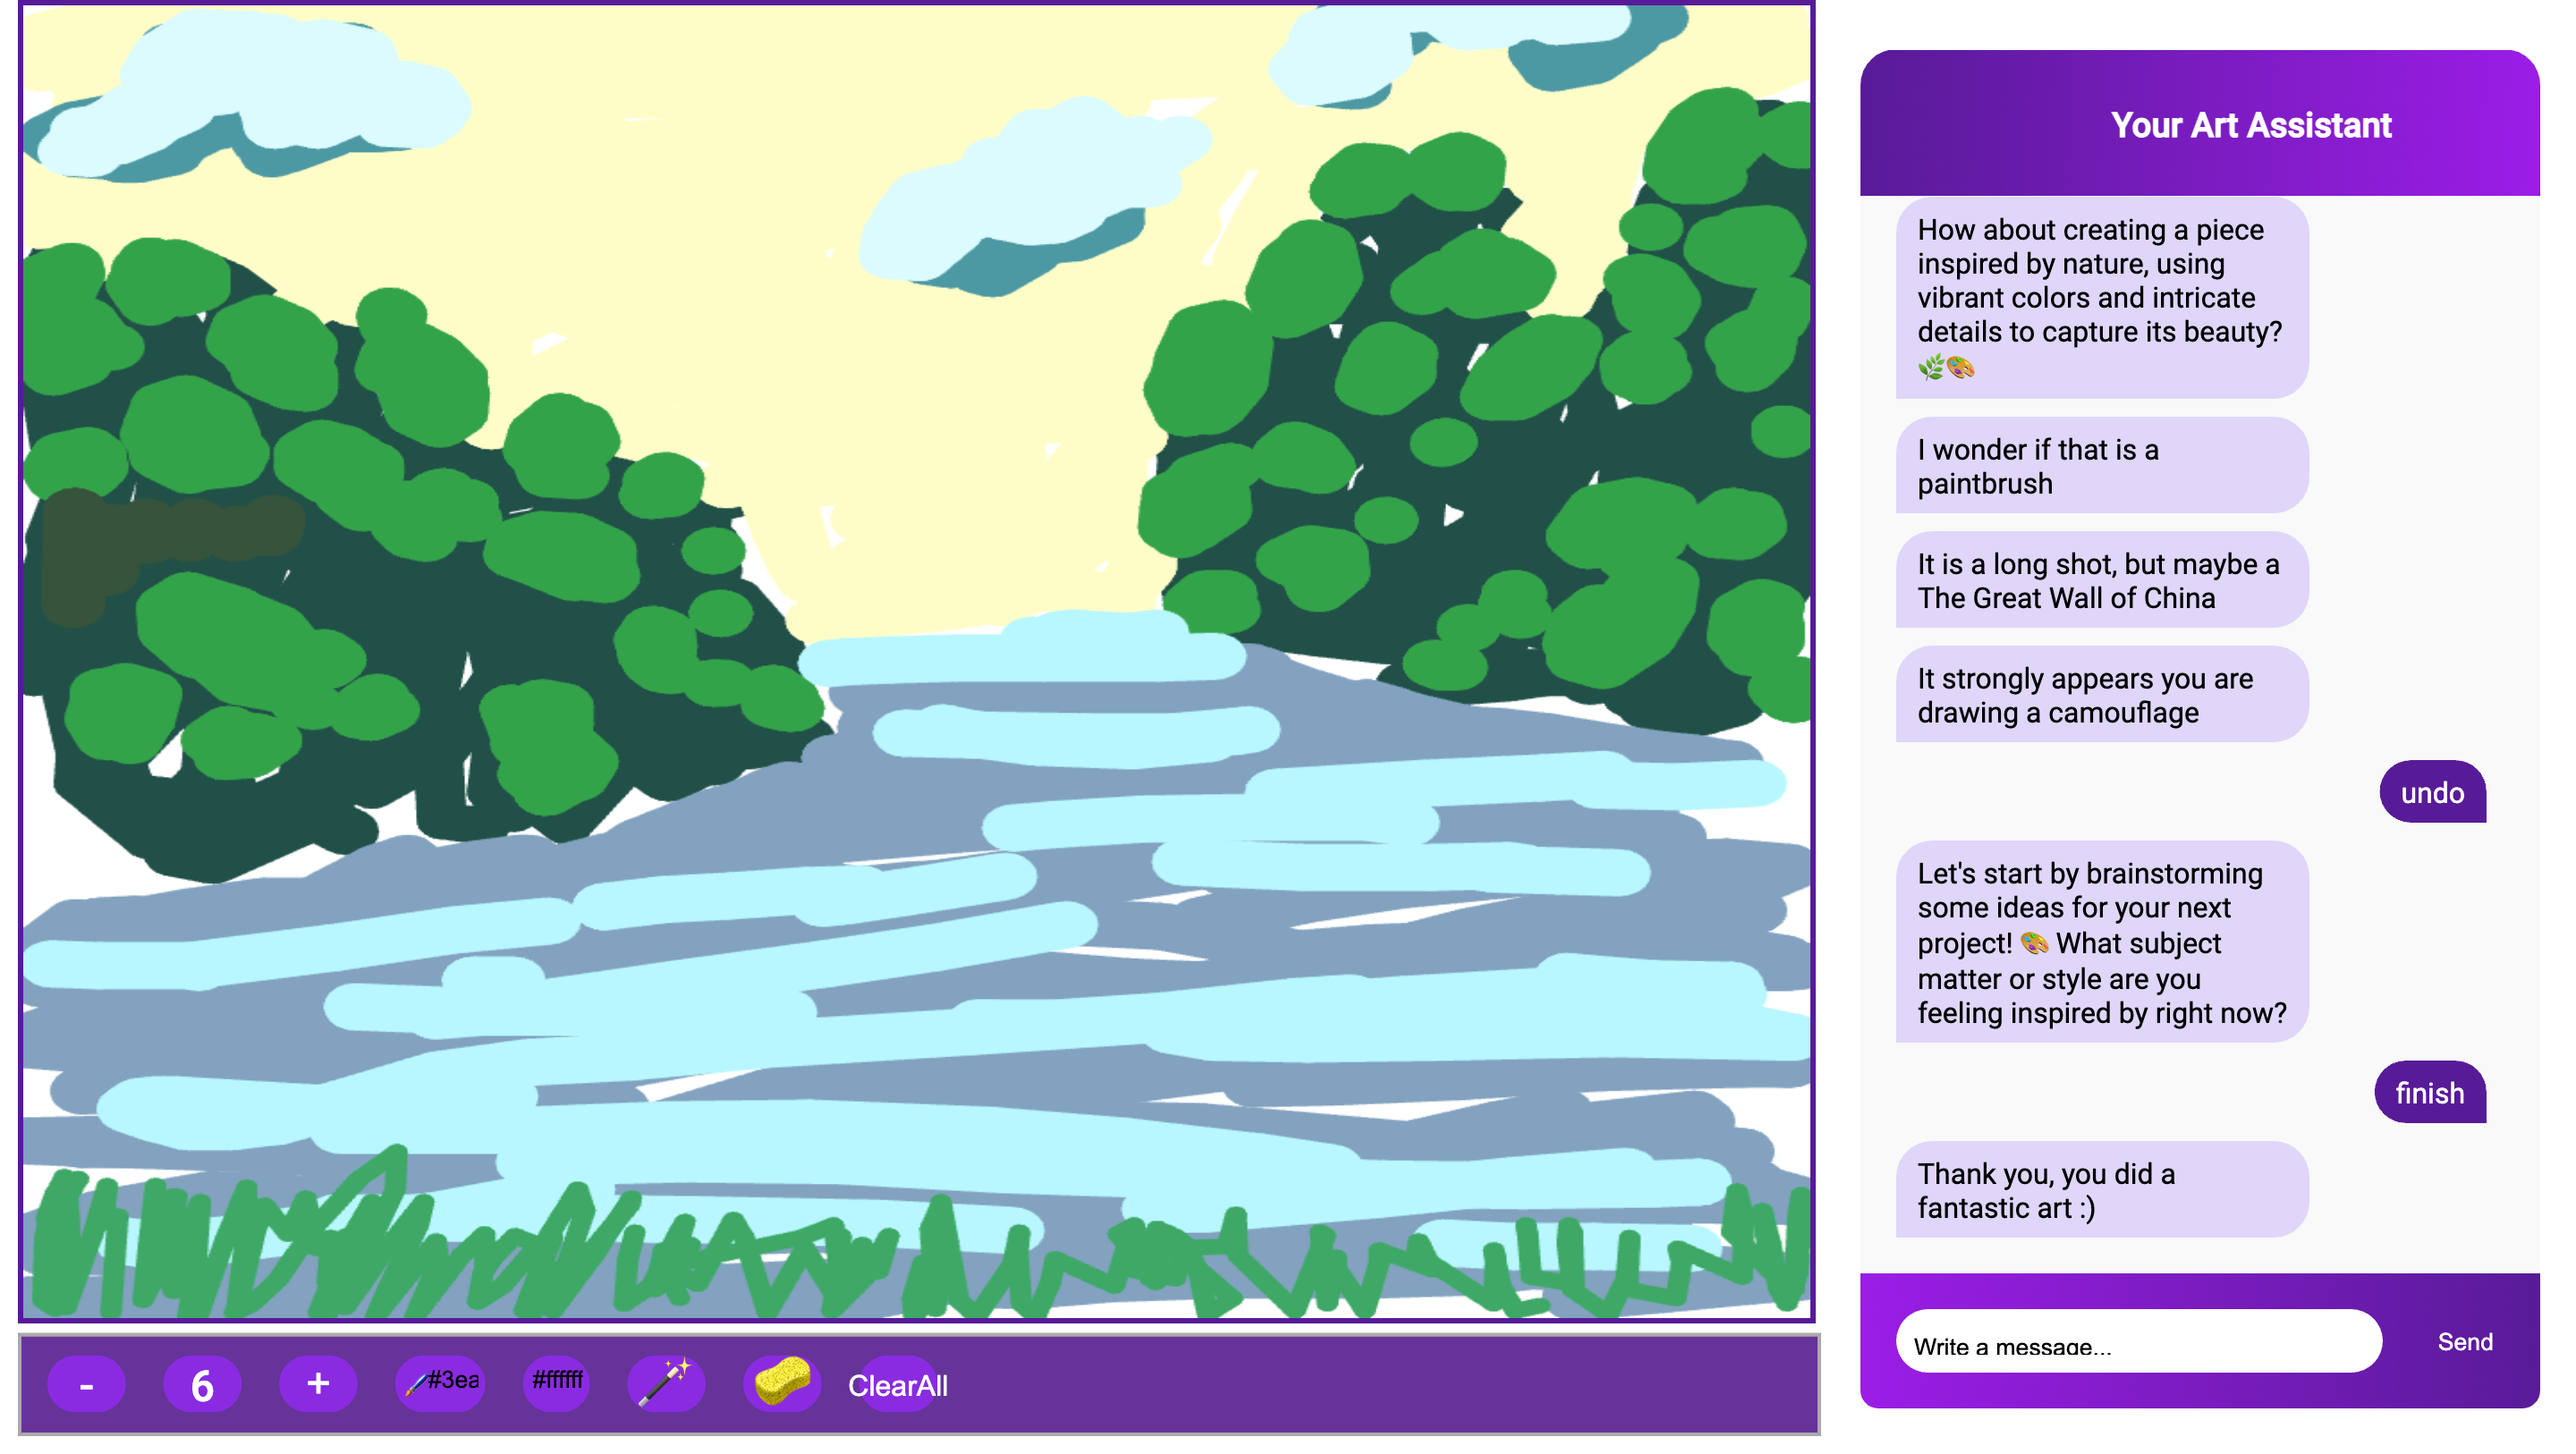 Your Art Assistant
How about creating a piece
inspired by nature, using
vibrant colors and intricate
details to capture its beauty?
🌿🎨
I wonder if that is a
paintbrush
It is a long shot, but maybe a
The Great Wall of China
It strongly appears you are
drawing a camouflage
undo
Let's start by brainstorming
some ideas for your next
project! 🎨 What subject
matter or style are you
feeling inspired by right now?
finish
Thank you, you did a
fantastic art :)
Write a message...
Send
- 6 + #3ea #ffffff ClearAll